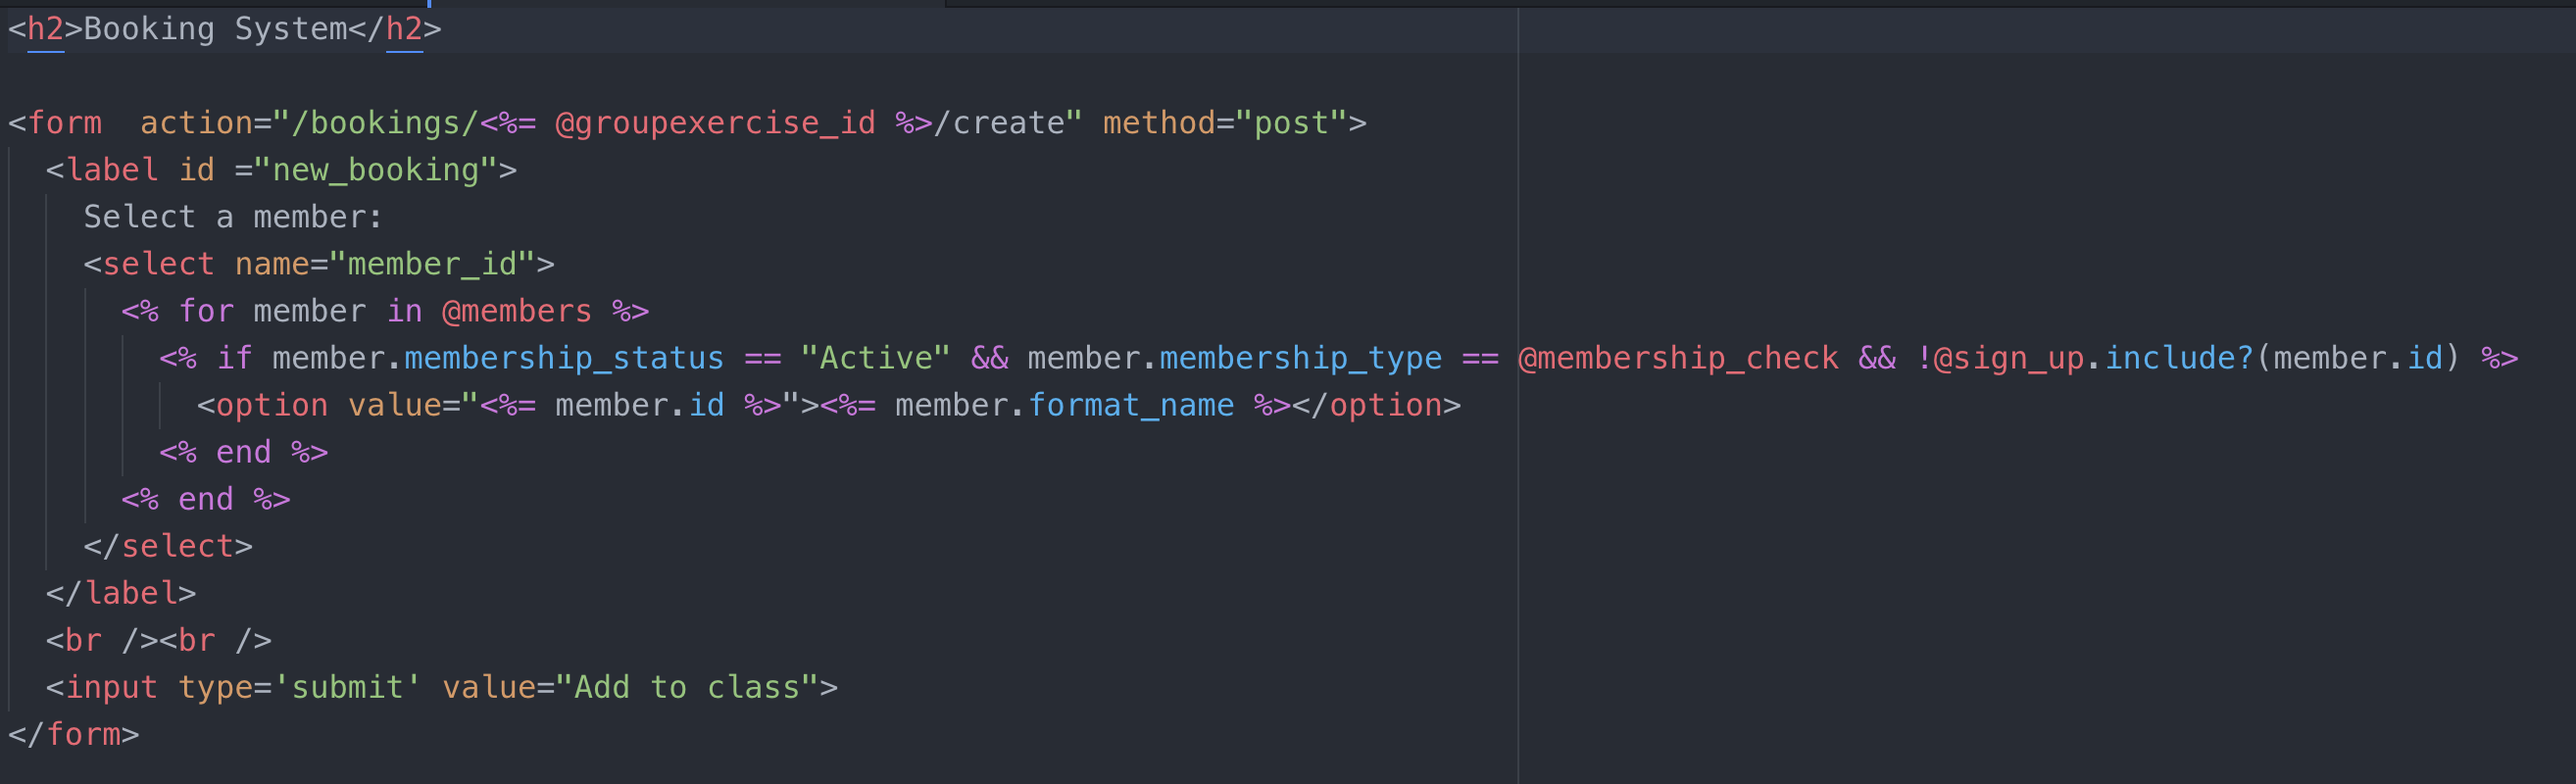 <h2>Booking System</h2>

<form  action="/bookings/<%= @groupexercise_id %>/create" method="post">
  <label id ="new_booking">
    Select a member:
    <select name="member_id">
      <% for member in @members %>
        <% if member.membership_status == "Active" && member.membership_type == @membership_check && !@sign_up.include?(member.id) %>
          <option value="<%= member.id %>"><%= member.format_name %></option>
        <% end %>
      <% end %>
    </select>
  </label>
  <br /><br />
  <input type='submit' value="Add to class">
</form>